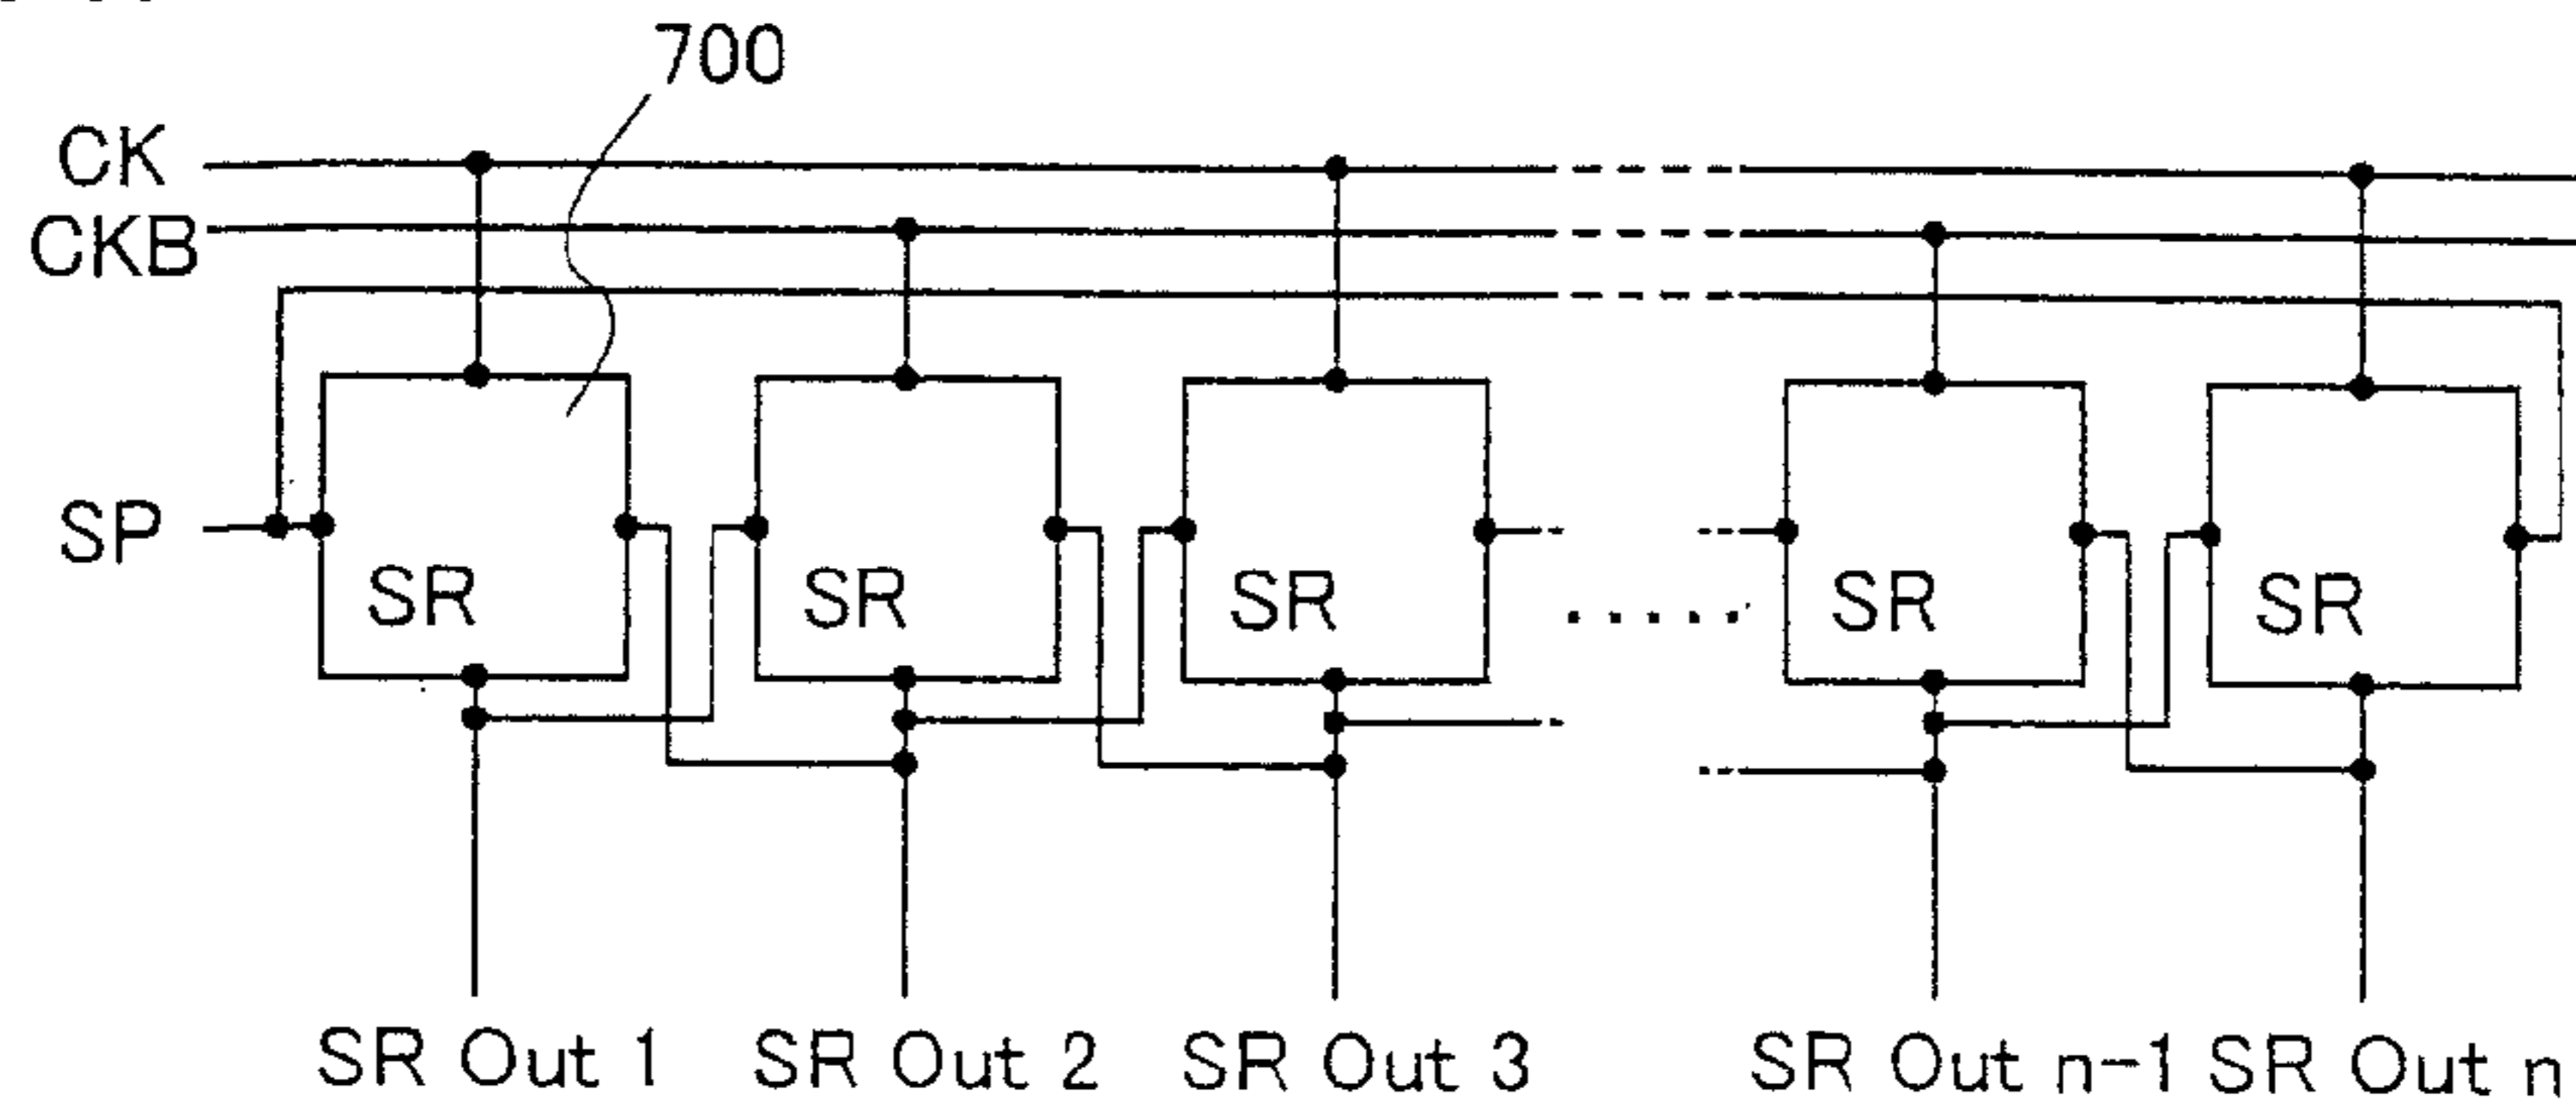 700
CK
CKB
SP
SR SR SR ..... SR SR
SR Out 1 SR Out 2 SR Out 3 SR Out n-1 SR Out n